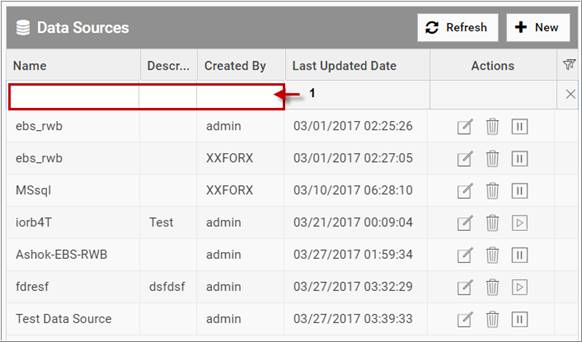 Data Sources Refresh New
Name Descr... Created By Last Updated Date Actions
1
ebs_rwb admin 03/01/2017 02:25:26
ebs_rwb XXFORX 03/01/2017 02:27:05
MSsql XXFORX 03/10/2017 06:28:10
iorb4T Test admin 03/21/2017 00:09:04
Ashok-EBS-RWB admin 03/27/2017 01:59:34
fdresf dsfdsf admin 03/27/2017 03:32:29
Test Data Source admin 03/27/2017 03:39:33